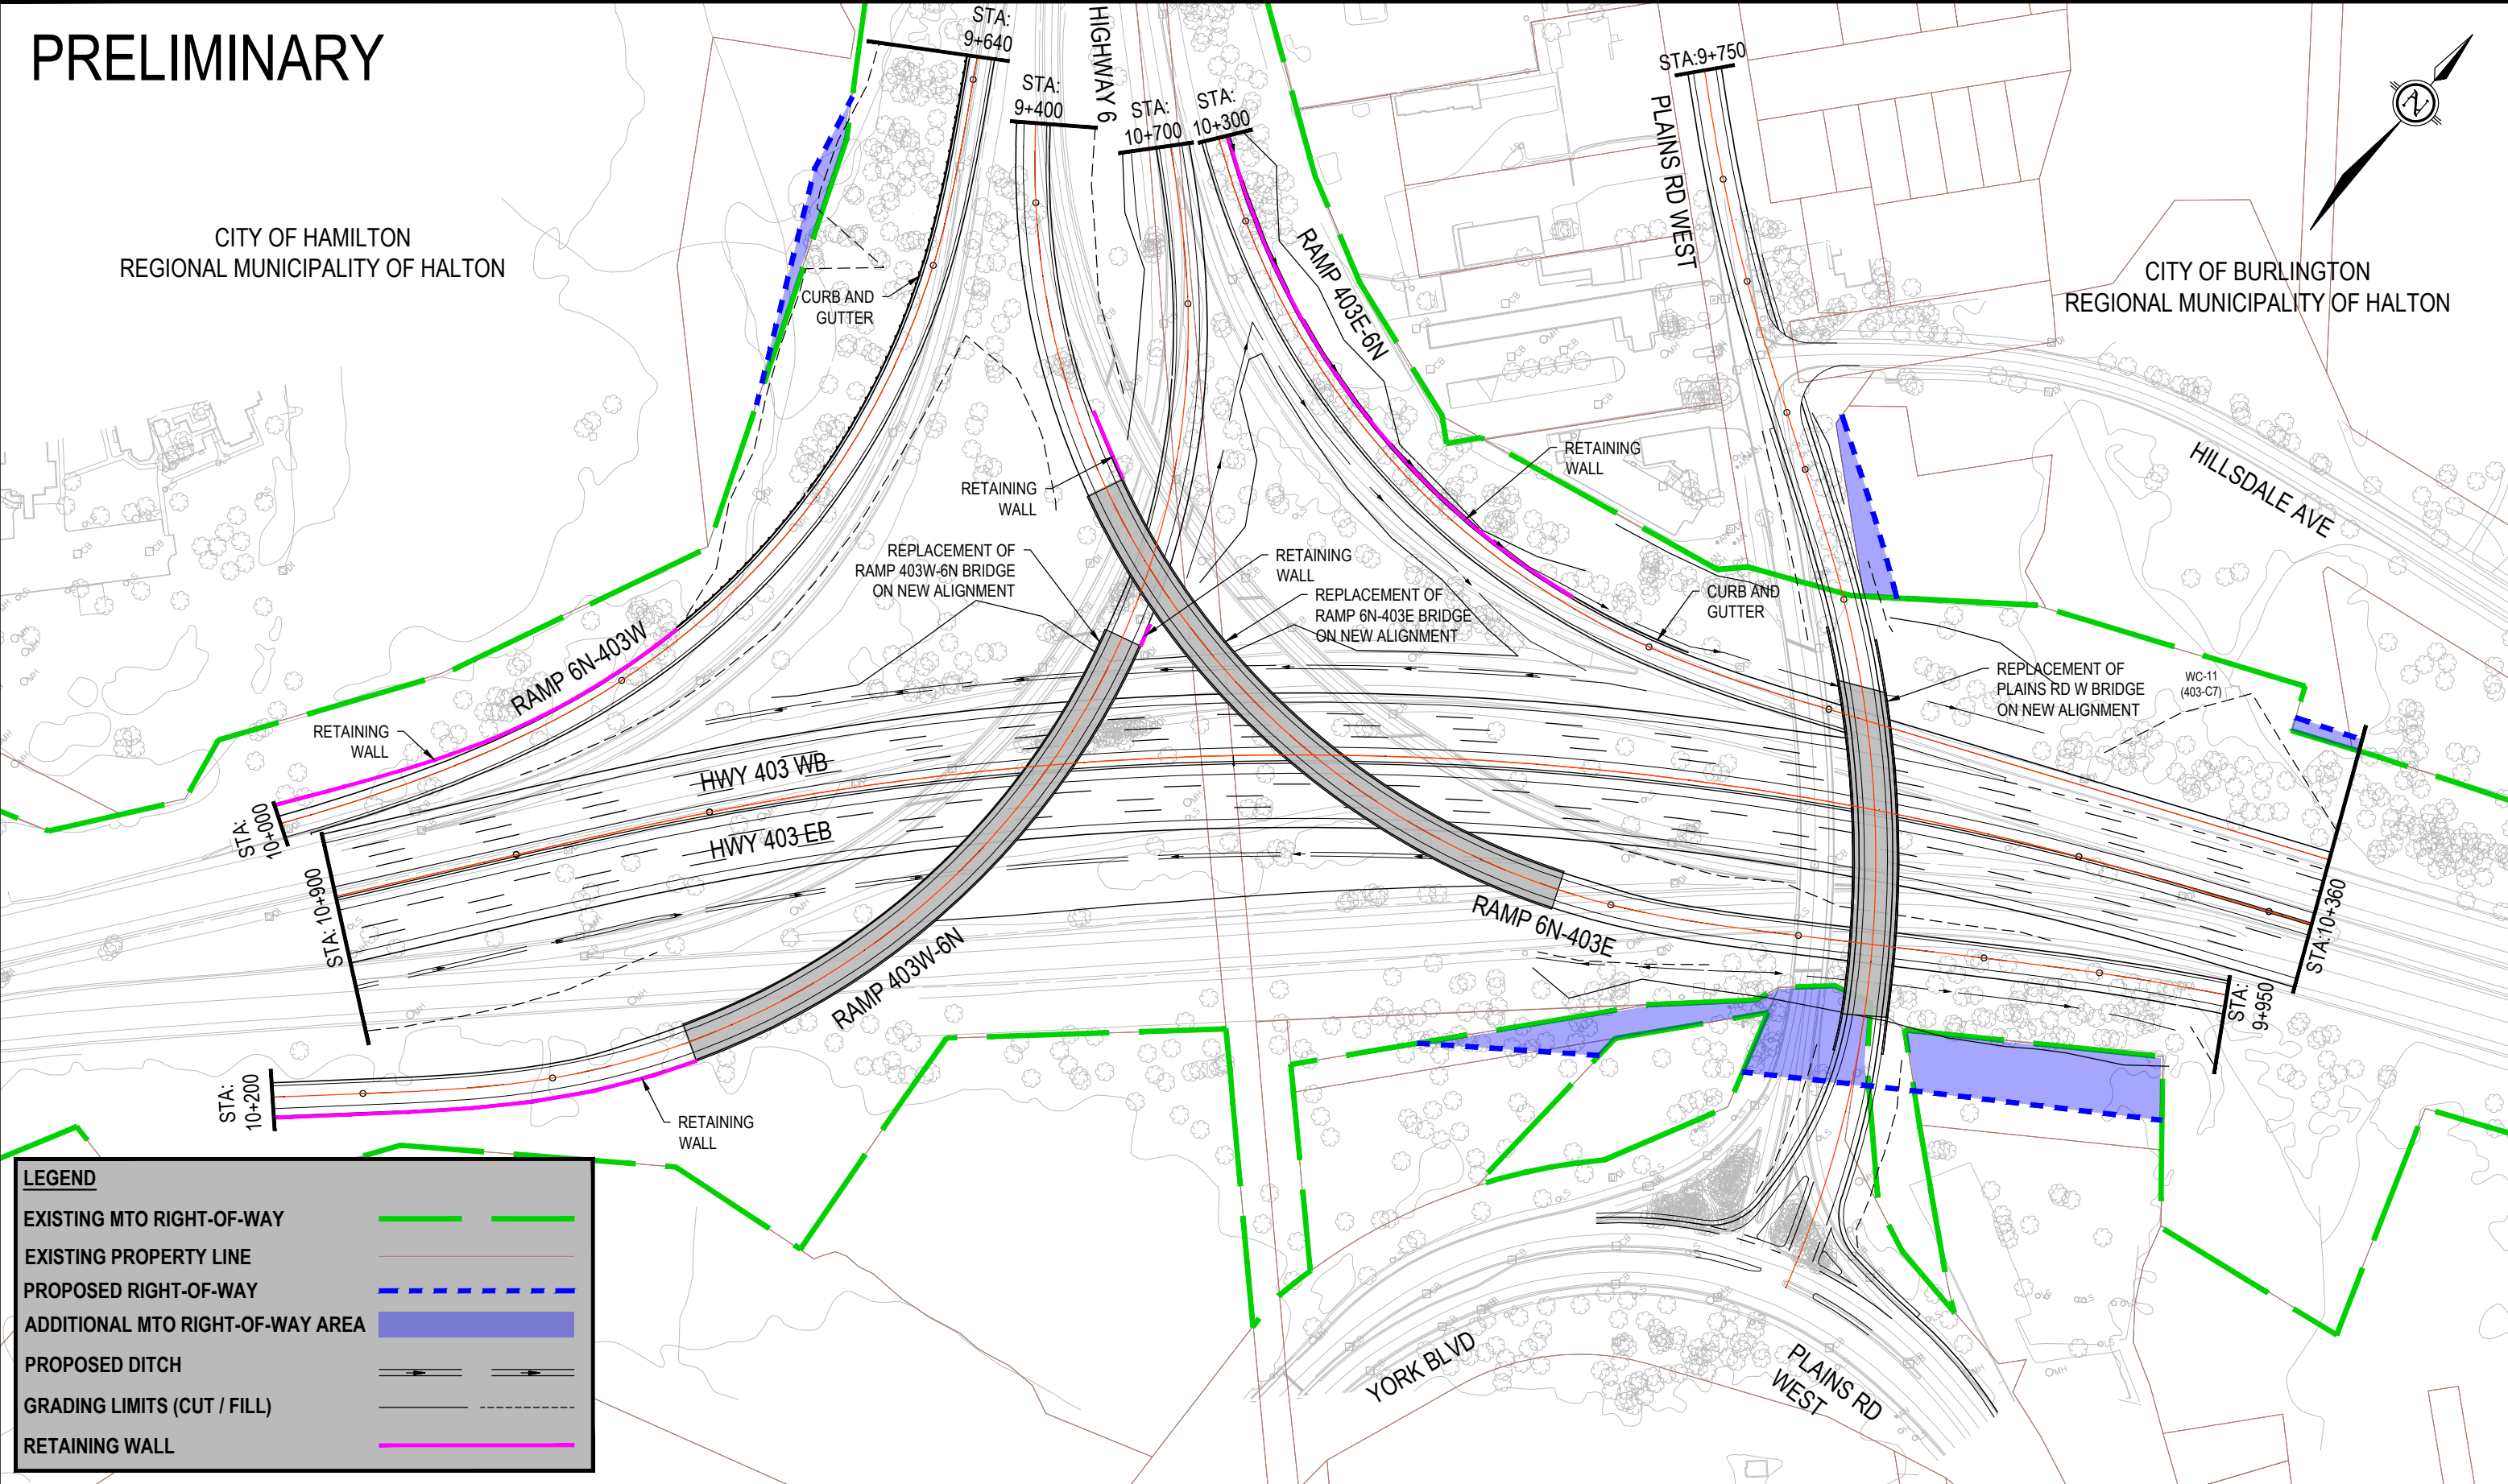 PRELIMINARY
STA:
9+640
HIGHWAY 6
STA:
9+400
STA:
10+700
STA:
10+300
STA:9+750
PLAINS RD WEST
N
CITY OF HAMILTON
REGIONAL MUNICIPALITY OF HALTON
CITY OF BURLINGTON
REGIONAL MUNICIPALITY OF HALTON
CURB AND
GUTTER
RAMP 403E-6N
RETAINING
WALL
RETAINING
WALL
HILLSDALE AVE
REPLACEMENT OF
RAMP 403W-6N BRIDGE
ON NEW ALIGNMENT
RETAINING
WALL
REPLACEMENT OF
RAMP 6N-403E BRIDGE
ON NEW ALIGNMENT
CURB AND
GUTTER
REPLACEMENT OF
PLAINS RD W BRIDGE
ON NEW ALIGNMENT
WC-11
(403-C7)
RAMP 6N-403W
RETAINING
WALL
HWY 403 WB
HWY 403 EB
STA:
10+000
STA: 10+900
RAMP 403W-6N
RAMP 6N-403E
STA:10+360
STA:
9+950
STA:
10+200
RETAINING
WALL
YORK BLVD
PLAINS RD
WEST
LEGEND
EXISTING MTO RIGHT-OF-WAY
EXISTING PROPERTY LINE
PROPOSED RIGHT-OF-WAY
ADDITIONAL MTO RIGHT-OF-WAY AREA
PROPOSED DITCH
GRADING LIMITS (CUT / FILL)
RETAINING WALL